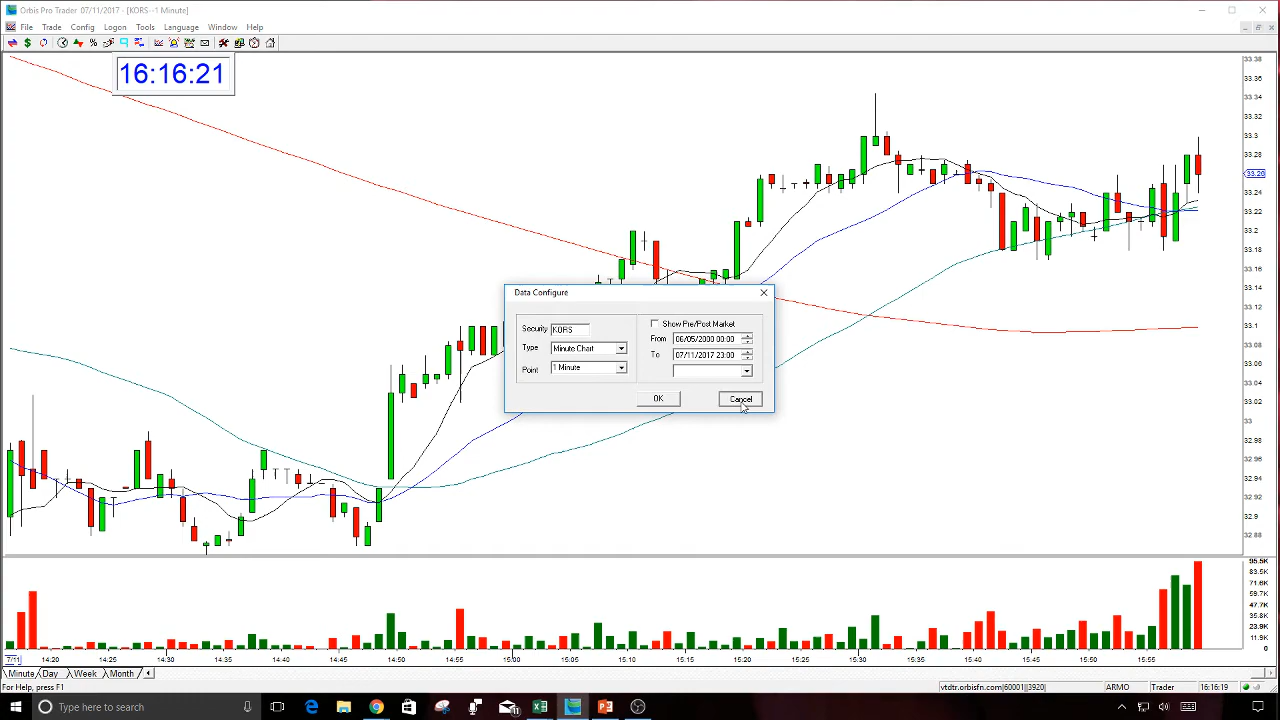 Orbis Pro Trader 07/11/2017 - [KORS--1 Minute]
File Trade Config Logon Tools Language Window Help
16:16:21
33.38
33.36
33.34
33.32
33.3
33.28
33.26
33.24
33.22
33.2
33.18
33.16
33.14
33.12
33.1
33.08
33.06
33.04
33.02
33
32.98
32.96
32.94
32.92
32.9
32.88
Data Configure
Security KORS
Type Minute Chart
Point 1 Minute
Show Pre/Post Market
From 06/05/2000 00:00
To 07/11/2017 23:00
OK Cancel
95.5K
83.5K
71.6K
59.7K
47.7K
35.8K
23.9K
11.9K
0
7/11 14:20 14:25 14:30 14:35 14:40 14:45 14:50 14:55 15:00 15:05 15:10 15:15 15:20 15:25 15:30 15:35 15:40 15:45 15:50 15:55
Minute Day Week Month
For Help, press F1 vtdtr.orbisfn.com|60001||3920| ARMO Trader 16:16:19
Type here to search